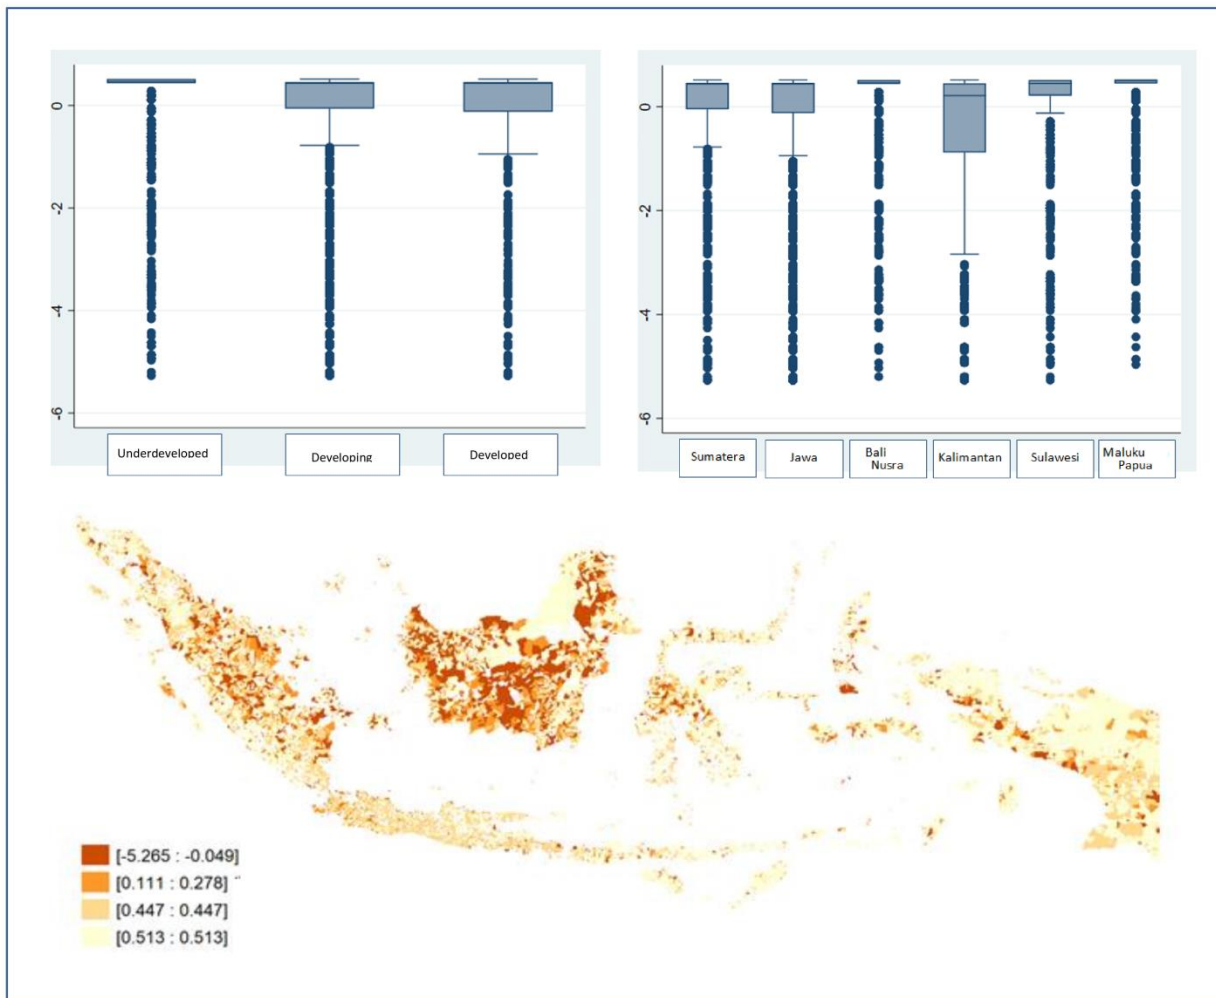 0
-2
-4
-6
Underdeveloped
Developing
Developed
0
-2
-4
-6
Sumatera
Jawa
Bali
Nusra
Kalimantan
Sulawesi
Maluku
Papua
[-5.265 : -0.049]
[0.111 : 0.278]
[0.447 : 0.447]
[0.513 : 0.513]